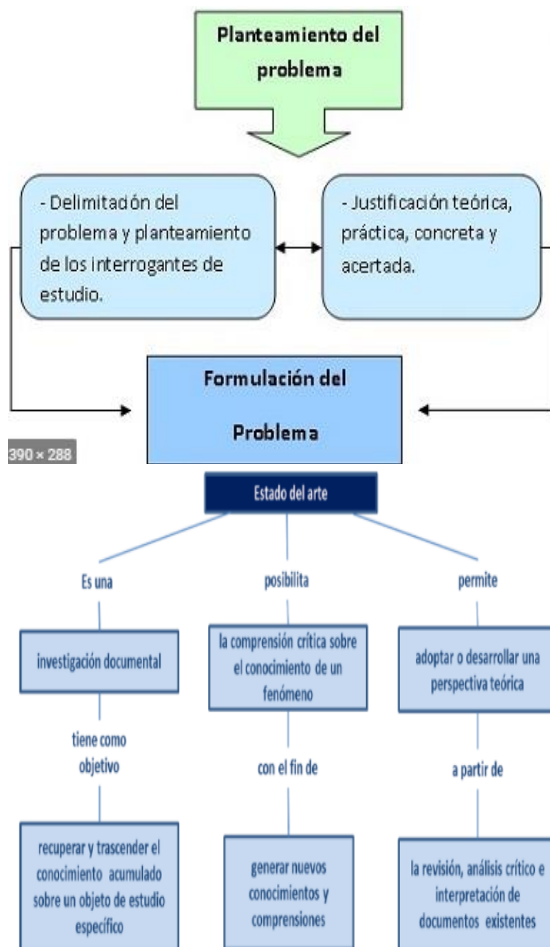 Planteamiento del
problema
- Delimitación del
problema y planteamiento
de los interrogantes de
estudio.
- Justificación teórica,
práctica, concreta y
acertada.
Formulación del
Problema
390 × 288
Estado del arte
Es una
posibilita
permite
investigación documental
la comprensión crítica sobre
el conocimiento de un
fenómeno
adoptar o desarrollar una
perspectiva teórica
tiene como
objetivo
con el fin de
a partir de
recuperar y trascender el
conocimiento acumulado
sobre un objeto de estudio
específico
generar nuevos
conocimientos y
comprensiones
la revisión, análisis crítico e
interpretación de
documentos existentes